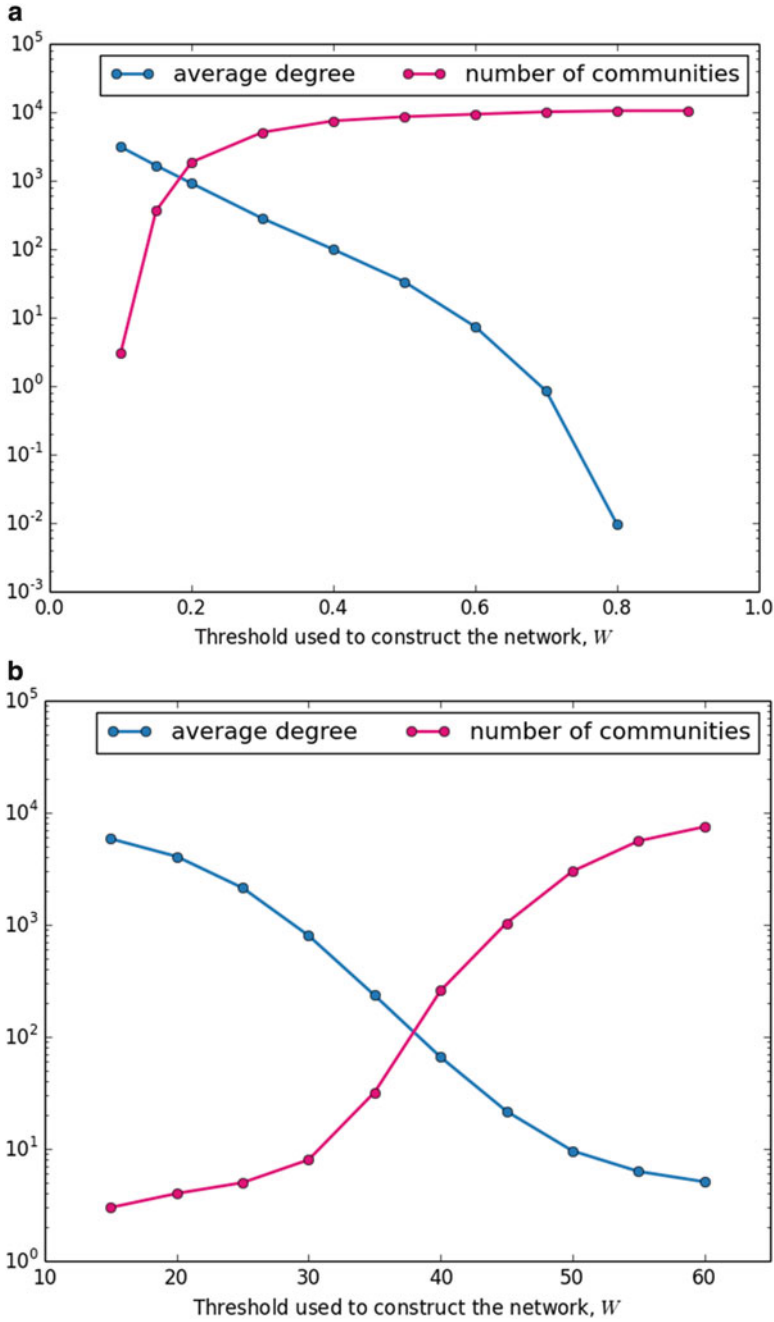 a
10^5
average degree number of communities
10^4
10^3
10^2
10^1
10^0
10^-1
10^-2
10^-3
0.0 0.2 0.4 0.6 0.8 1.0
Threshold used to construct the network, W
b
10^5
average degree number of communities
10^4
10^3
10^2
10^1
10^0
10 20 30 40 50 60
Threshold used to construct the network, W